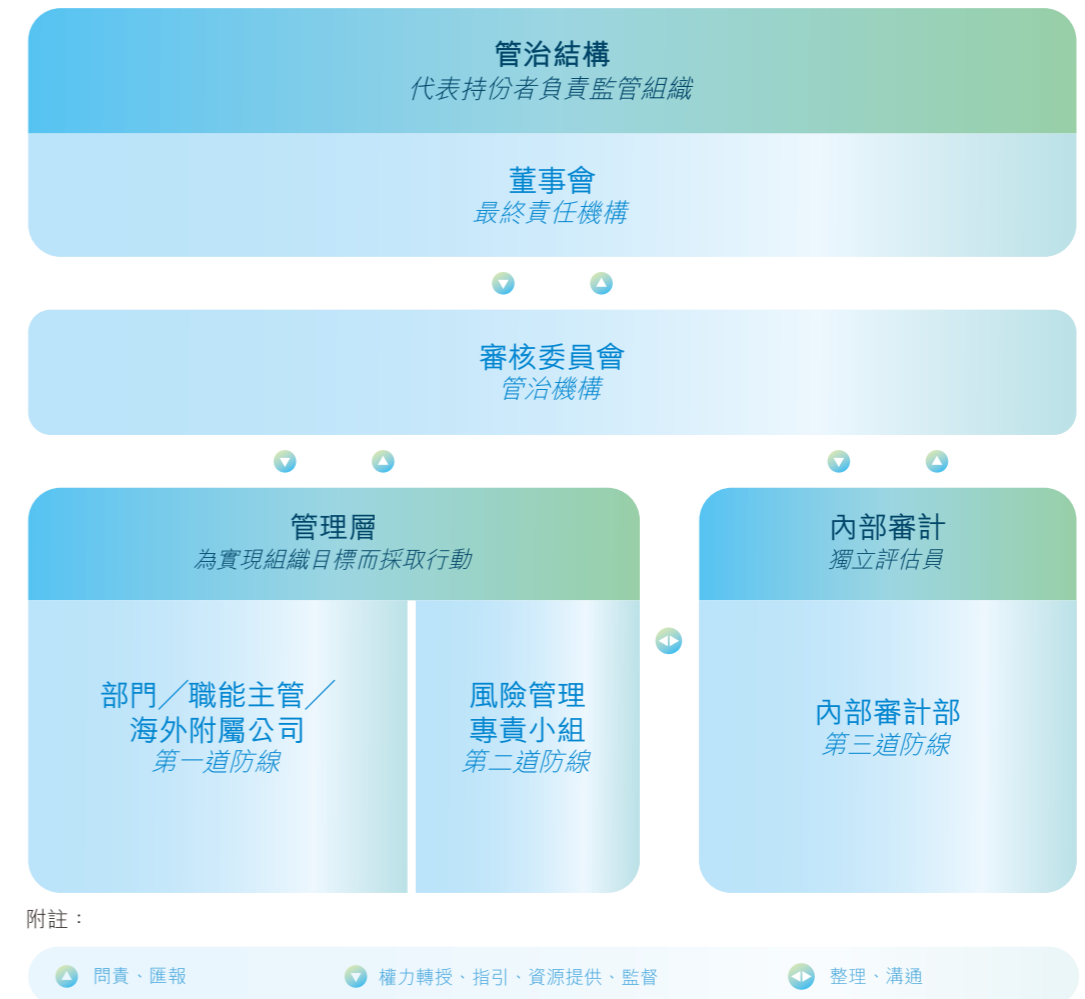 管治結構
代表持份者負責監管組織
董事會
最終責任機構
審核委員會
管治機構
管理層
為實現組織目標而採取行動
部門／職能主管／
海外附屬公司
第一道防線
風險管理
專責小組
第二道防線
內部審計
獨立評估員
內部審計部
第三道防線
附註：
問責、匯報
權力轉授、指引、資源提供、監督
整理、溝通